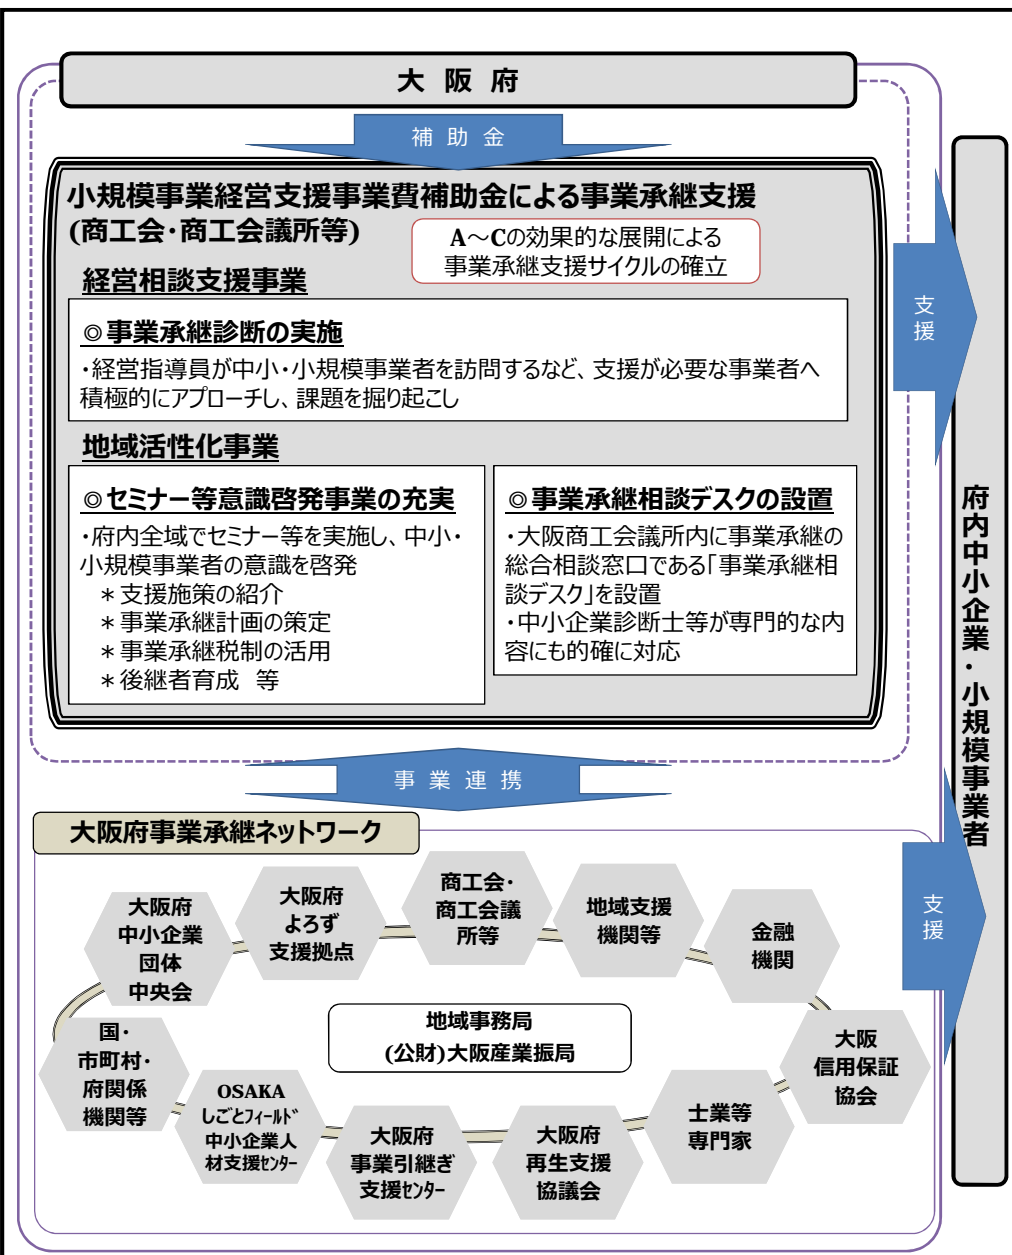 大阪府
補助金
小規模事業経営支援事業費補助金による事業承継支援
(商工会・商工会議所等)
A～Cの効果的な展開による
事業承継支援サイクルの確立
経営相談支援事業
◎事業承継診断の実施
・経営指導員が中小・小規模事業者を訪問するなど、支援が必要な事業者へ
積極的にアプローチし、課題を掘り起こし
地域活性化事業
◎セミナー等意識啓発事業の充実
・府内全域でセミナー等を実施し、中小・
小規模事業者の意識を啓発
＊支援施策の紹介
＊事業承継計画の策定
＊事業承継税制の活用
＊後継者育成　等
◎事業承継相談デスクの設置
・大阪商工会議所内に事業承継の
総合相談窓口である「事業承継相
談デスク」を設置
・中小企業診断士等が専門的な内
容にも的確に対応
支援
府内中小企業・小規模事業者
事業連携
大阪府事業承継ネットワーク
大阪府
中小企業
団体
中央会
大阪府
よろず
支援拠点
商工会・
商工会議
所等
地域支援
機関等
金融
機関
支援
国・
市町村・
府関係
機関等
地域事務局
(公財)大阪産業振局
大阪
信用保証
協会
OSAKA
しごとフィールド
中小企業人
材支援センター
大阪府
事業引継ぎ
支援センター
大阪府
再生支援
協議会
士業等
専門家